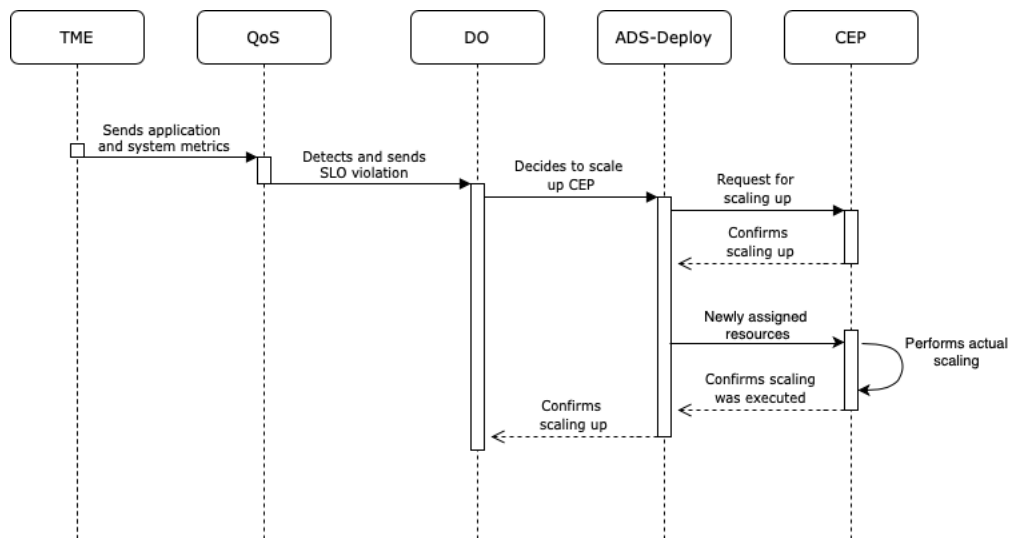 TME
QoS
DO
ADS-Deploy
CEP
Sends application
and system metrics
Detects and sends
SLO violation
Decides to scale
up CEP
Request for
scaling up
Confirms
scaling up
Newly assigned
resources
Performs actual
scaling
Confirms scaling
was executed
Confirms
scaling up